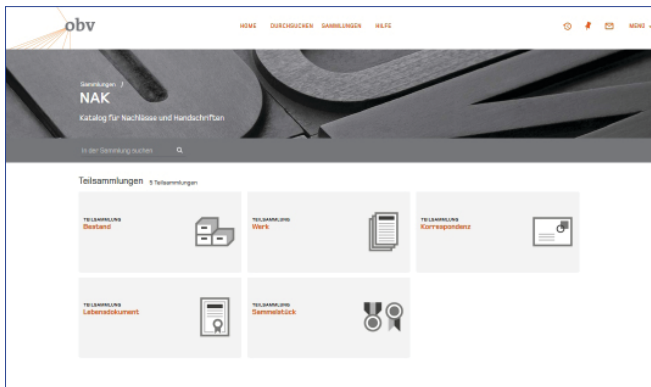 obv
HOME DURCHSUCHEN SAMMLUNGEN HILFE
MENÜ
Sammlungen /
NAK
Katalog für Nachlässe und Handschriften
In der Sammlung suchen
Teilsammlungen 5 Teilsammlungen
TEILSAMMLUNG TEILSAMMLUNG TEILSAMMLUNG
Bestand Werk Korrespondenz
TEILSAMMLUNG TEILSAMMLUNG
Lebensdokument Sammelstück